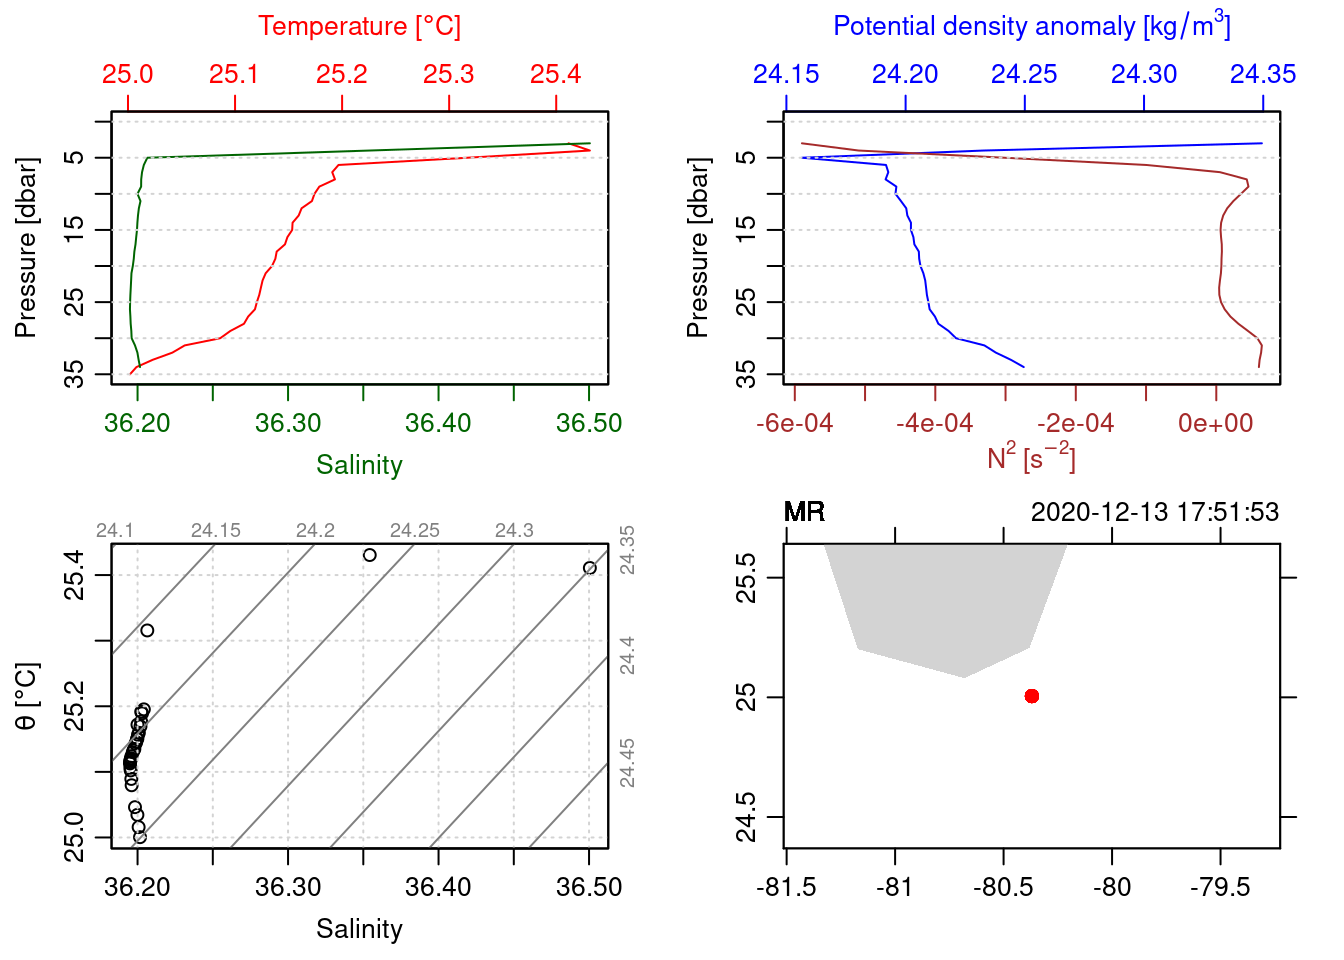 Temperature [°C]
25.0 25.1 25.2 25.3 25.4
Pressure [dbar]
5 15 25 35
36.20 36.30 36.40 36.50
Salinity
Potential density anomaly [kg/m³]
24.15 24.20 24.25 24.30 24.35
Pressure [dbar]
5 15 25 35
-6e-04 -4e-04 -2e-04 0e+00
N² [s⁻²]
24.1 24.15 24.2 24.25 24.3
24.35 24.4 24.45
θ [°C]
25.4 25.2 25.0
36.20 36.30 36.40 36.50
Salinity
MR 2020-12-13 17:51:53
25.5 25 24.5
-81.5 -81 -80.5 -80 -79.5